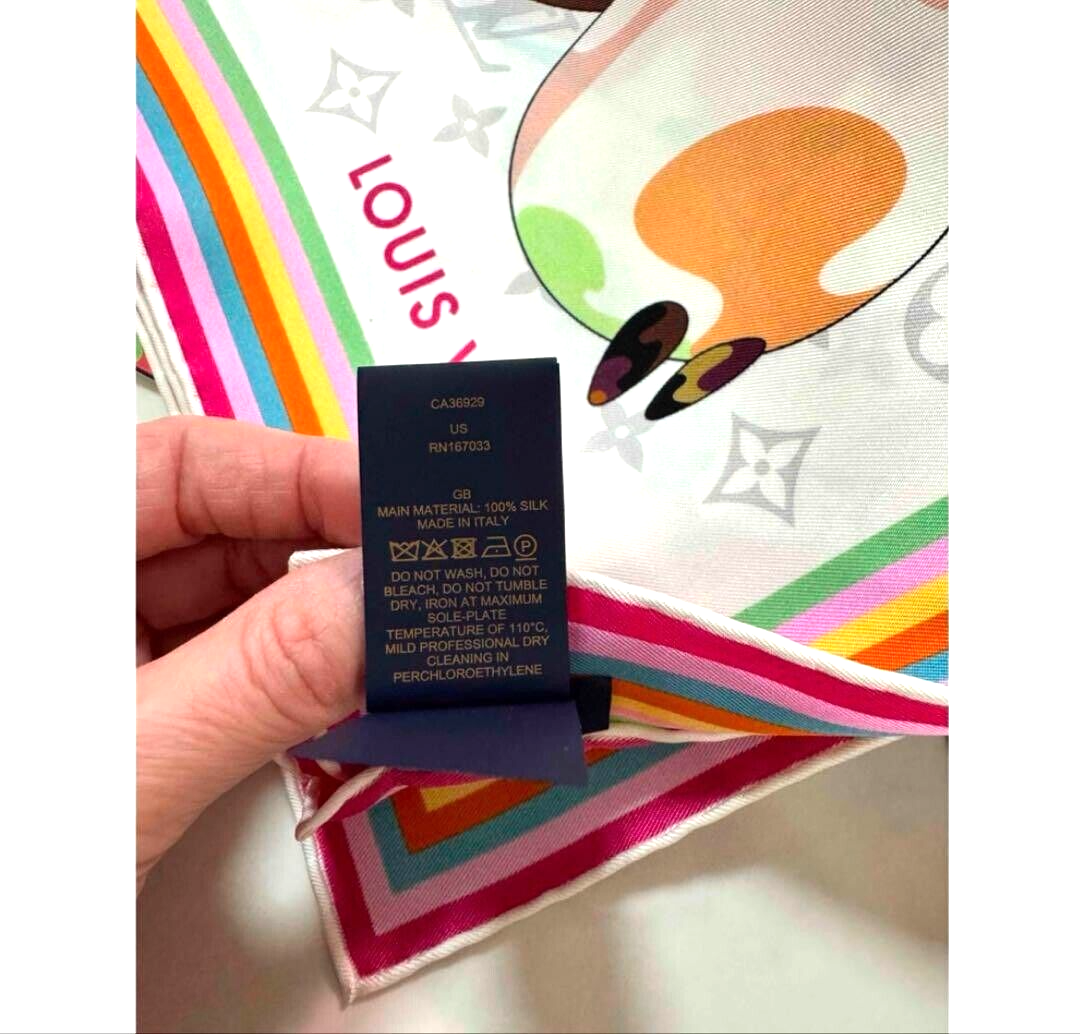 LOUIS
CA36929
US
RN167033
GB
MAIN MATERIAL: 100% SILK
MADE IN ITALY
P
DO NOT WASH, DO NOT
BLEACH, DO NOT TUMBLE
DRY, IRON AT MAXIMUM
SOLE-PLATE
TEMPERATURE OF 110°C,
MILD PROFESSIONAL DRY
CLEANING IN
PERCHLOROETHYLENE